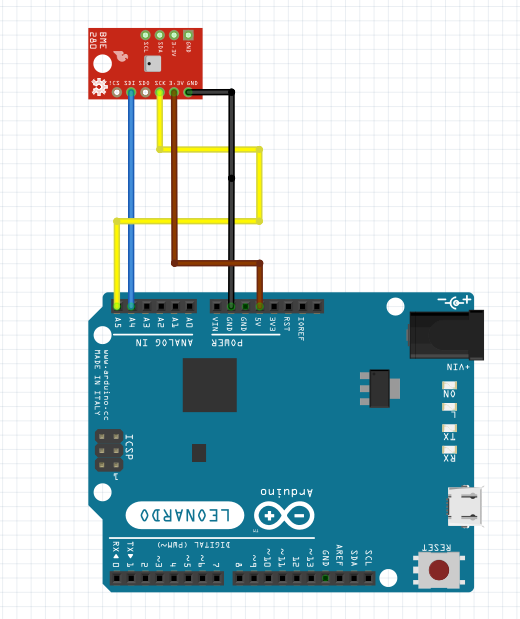 BME
280
SCL SDA 3.3V GND
!CS SDI SDO SCK 3.3V GND
A5 A4 A3 A2 A1 A0 VIN GND GND 5V 3V3 RST IOREF
ANALOG IN POWER
www.arduino.cc
MADE IN ITALY
+VIN
ON
L
TX
RX
ICSP
1
Arduino
LEONARDO
DIGITAL (PWM~)
RESET
RX◄0 TX►1 2 ~3 4 ~5 ~6 7 8 ~9 ~10 ~11 12 ~13 GND AREF SDA SCL